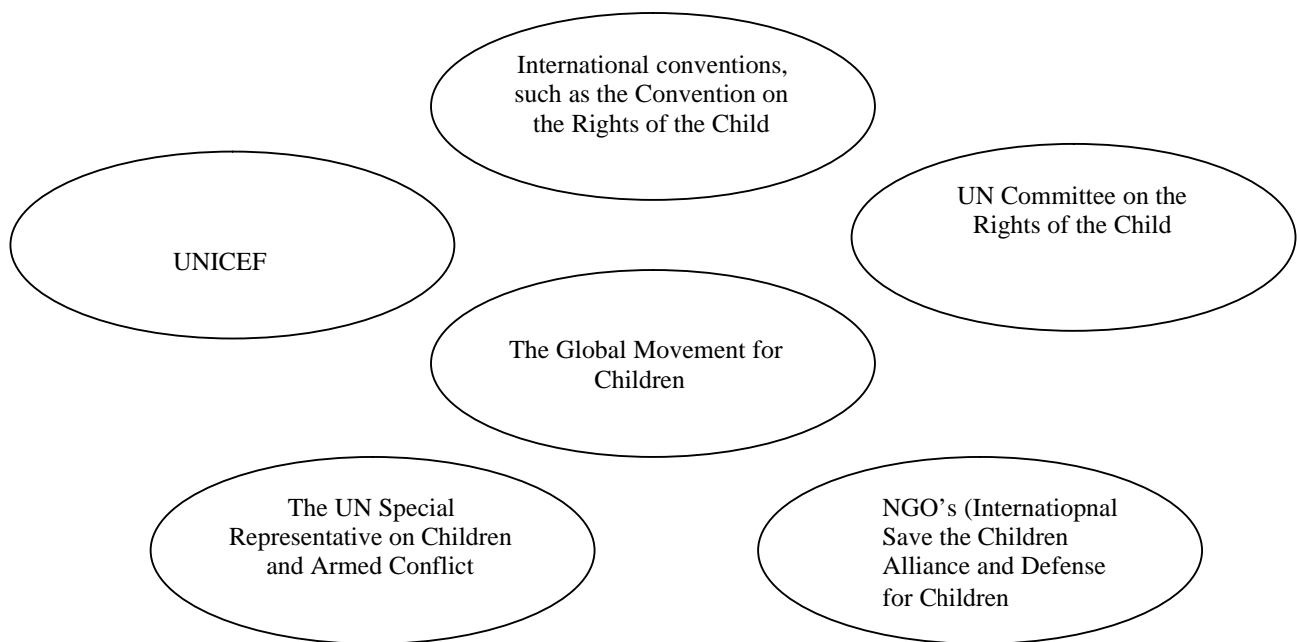 International conventions,
such as the Convention on
the Rights of the Child
UN Committee on the
Rights of the Child
UNICEF
The Global Movement for
Children
The UN Special
Representative on Children
and Armed Conflict
NGO’s (Internatiopnal
Save the Children
Alliance and Defense
for Children